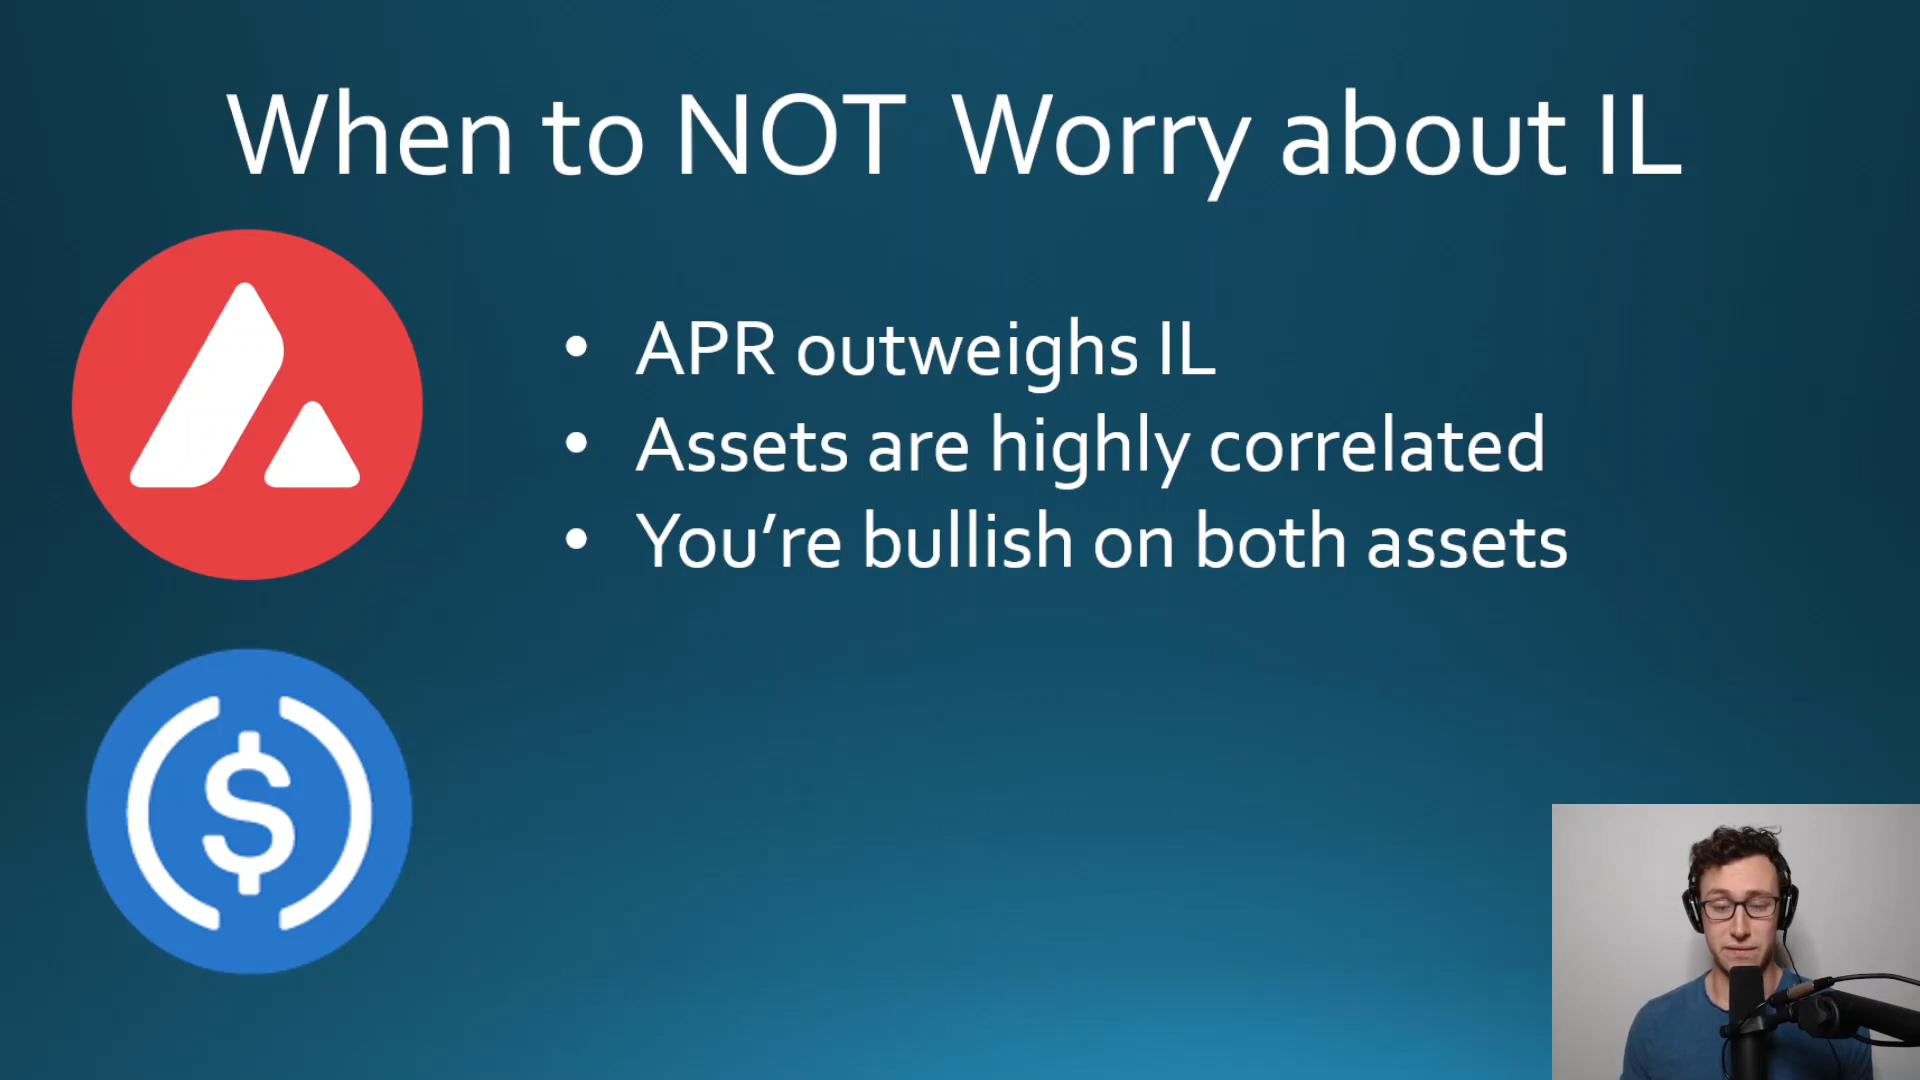 When to NOT Worry about IL
• APR outweighs IL
• Assets are highly correlated
• You’re bullish on both assets
$